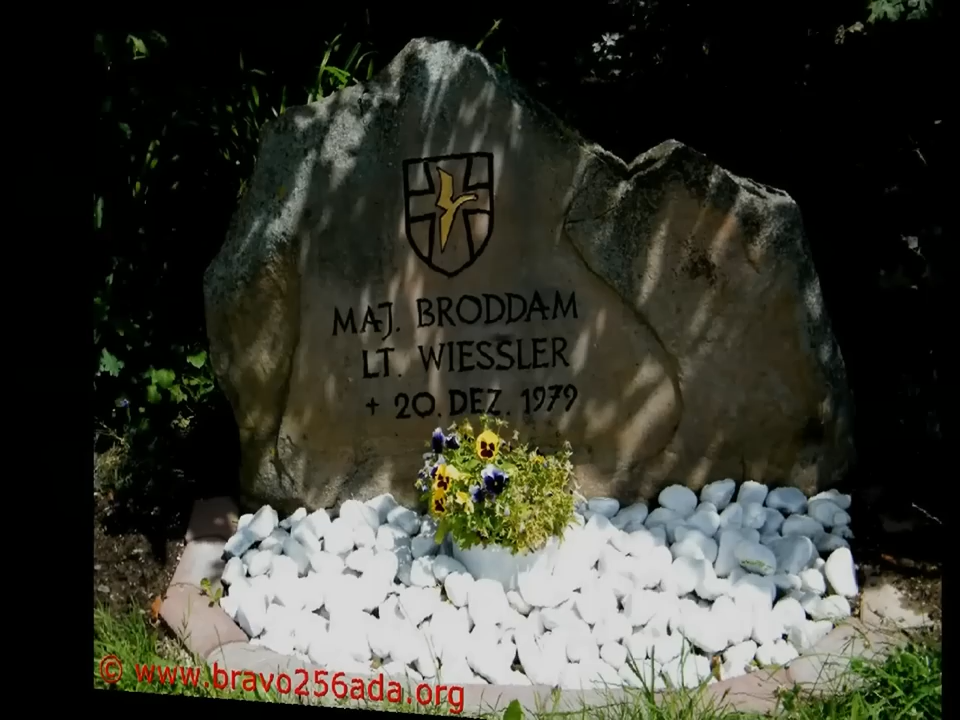 MAJ. BRODDAM
LT. WIESSLER
+ 20. DEZ. 1979
© www.bravo256ada.org